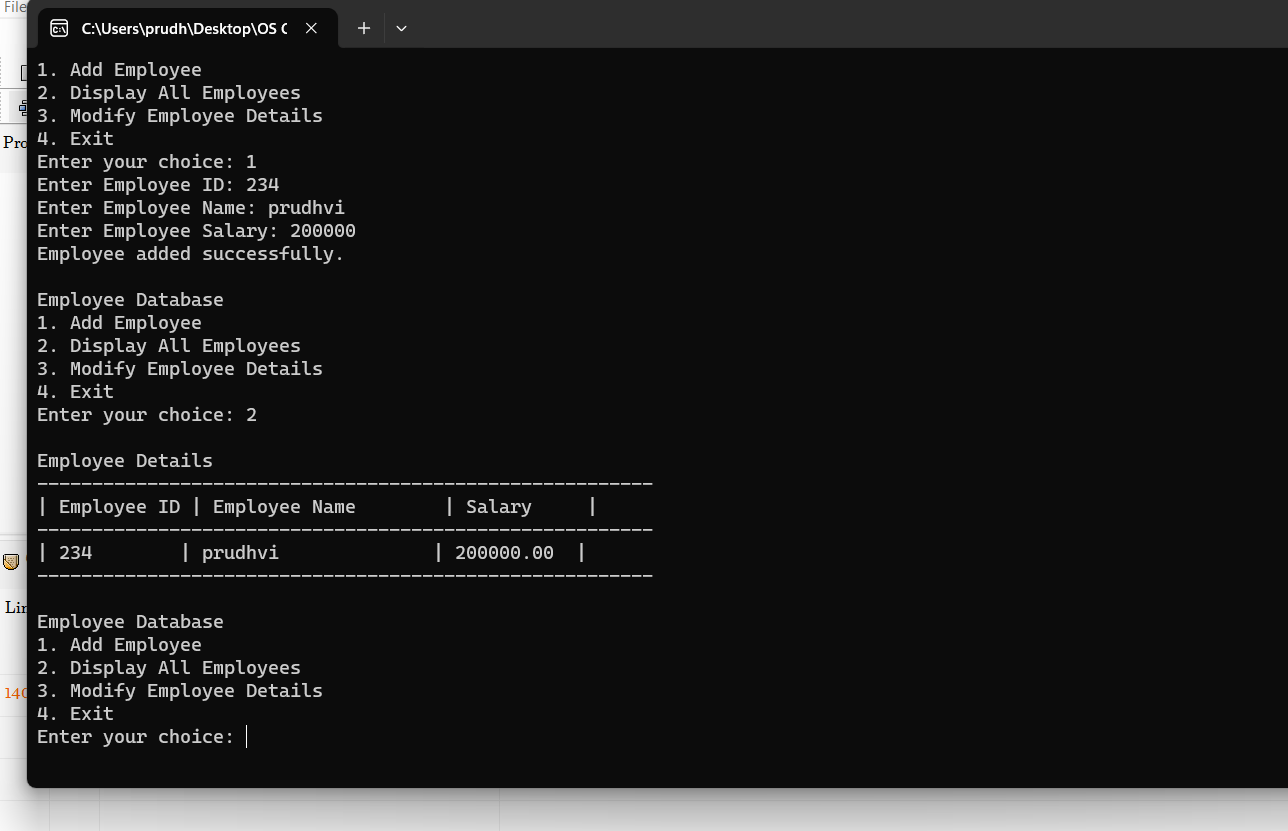 File
C:\Users\prudh\Desktop\OS C
1. Add Employee
2. Display All Employees
3. Modify Employee Details
4. Exit
Enter your choice: 1
Enter Employee ID: 234
Enter Employee Name: prudhvi
Enter Employee Salary: 200000
Employee added successfully.

Employee Database
1. Add Employee
2. Display All Employees
3. Modify Employee Details
4. Exit
Enter your choice: 2

Employee Details
--------------------------------------------------------
| Employee ID | Employee Name        | Salary     |
--------------------------------------------------------
| 234        | prudhvi              | 200000.00  |
--------------------------------------------------------

Employee Database
1. Add Employee
2. Display All Employees
3. Modify Employee Details
4. Exit
Enter your choice: